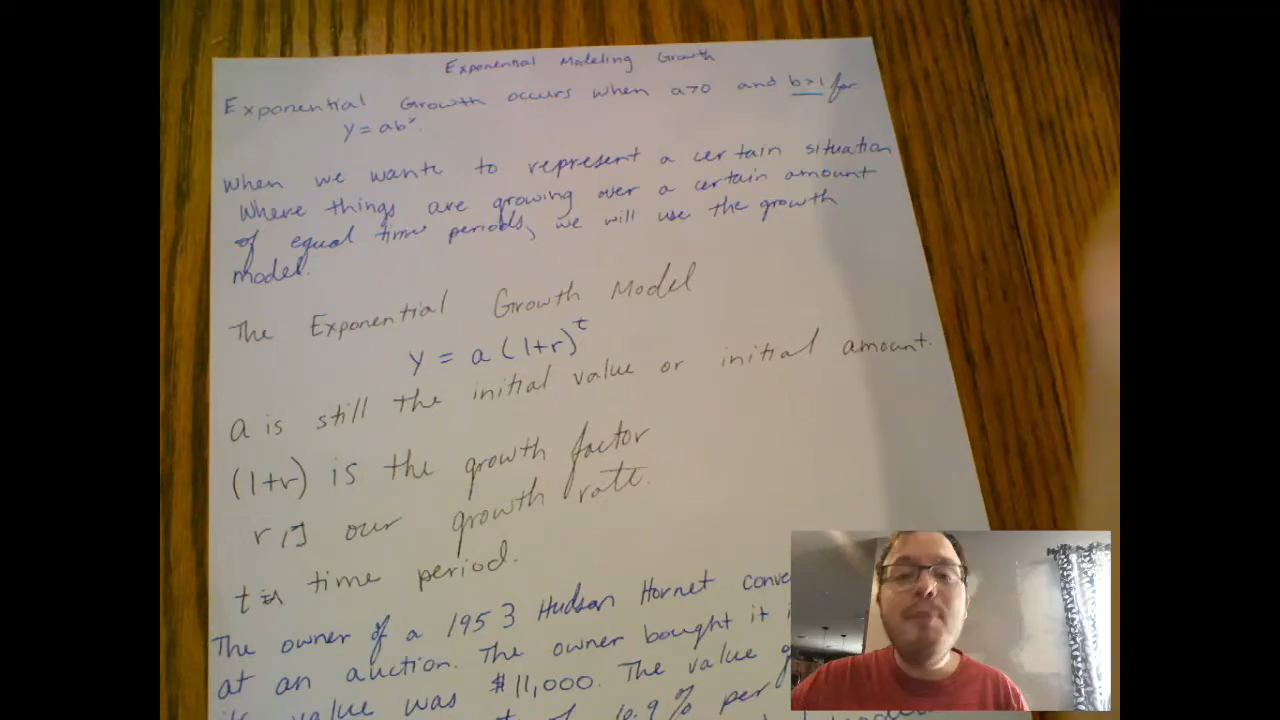 Exponential Modeling Growth
Exponential Growth occurs when a>0 and b>1 for
y = abˣ.
When we want to represent a certain situation
Where things are growing over a certain amount
of equal time periods, we will use the growth
model.
The Exponential Growth Model
y = a (1+r)ᵗ
a is still the initial value or initial amount.
(1+r) is the growth factor
r is our growth rate.
t = time period.
The owner of a 1953 Hudson Hornet conve
at an auction. The owner bought it i
value was $11,000. The value
of 10.9% per